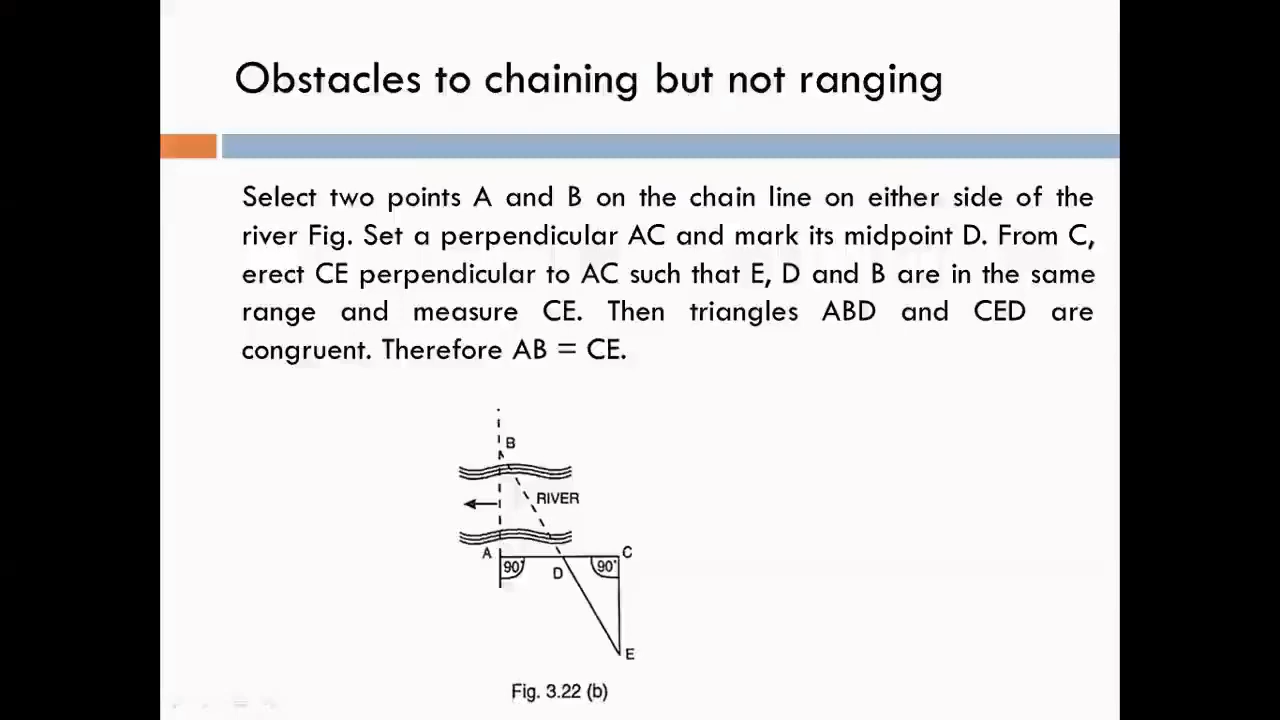 Obstacles to chaining but not ranging
Select two points A and B on the chain line on either side of the
river Fig. Set a perpendicular AC and mark its midpoint D. From C,
erect CE perpendicular to AC such that E, D and B are in the same
range and measure CE. Then triangles ABD and CED are
congruent. Therefore AB = CE.
B
RIVER
A
C
90°
D
90°
E
Fig. 3.22 (b)